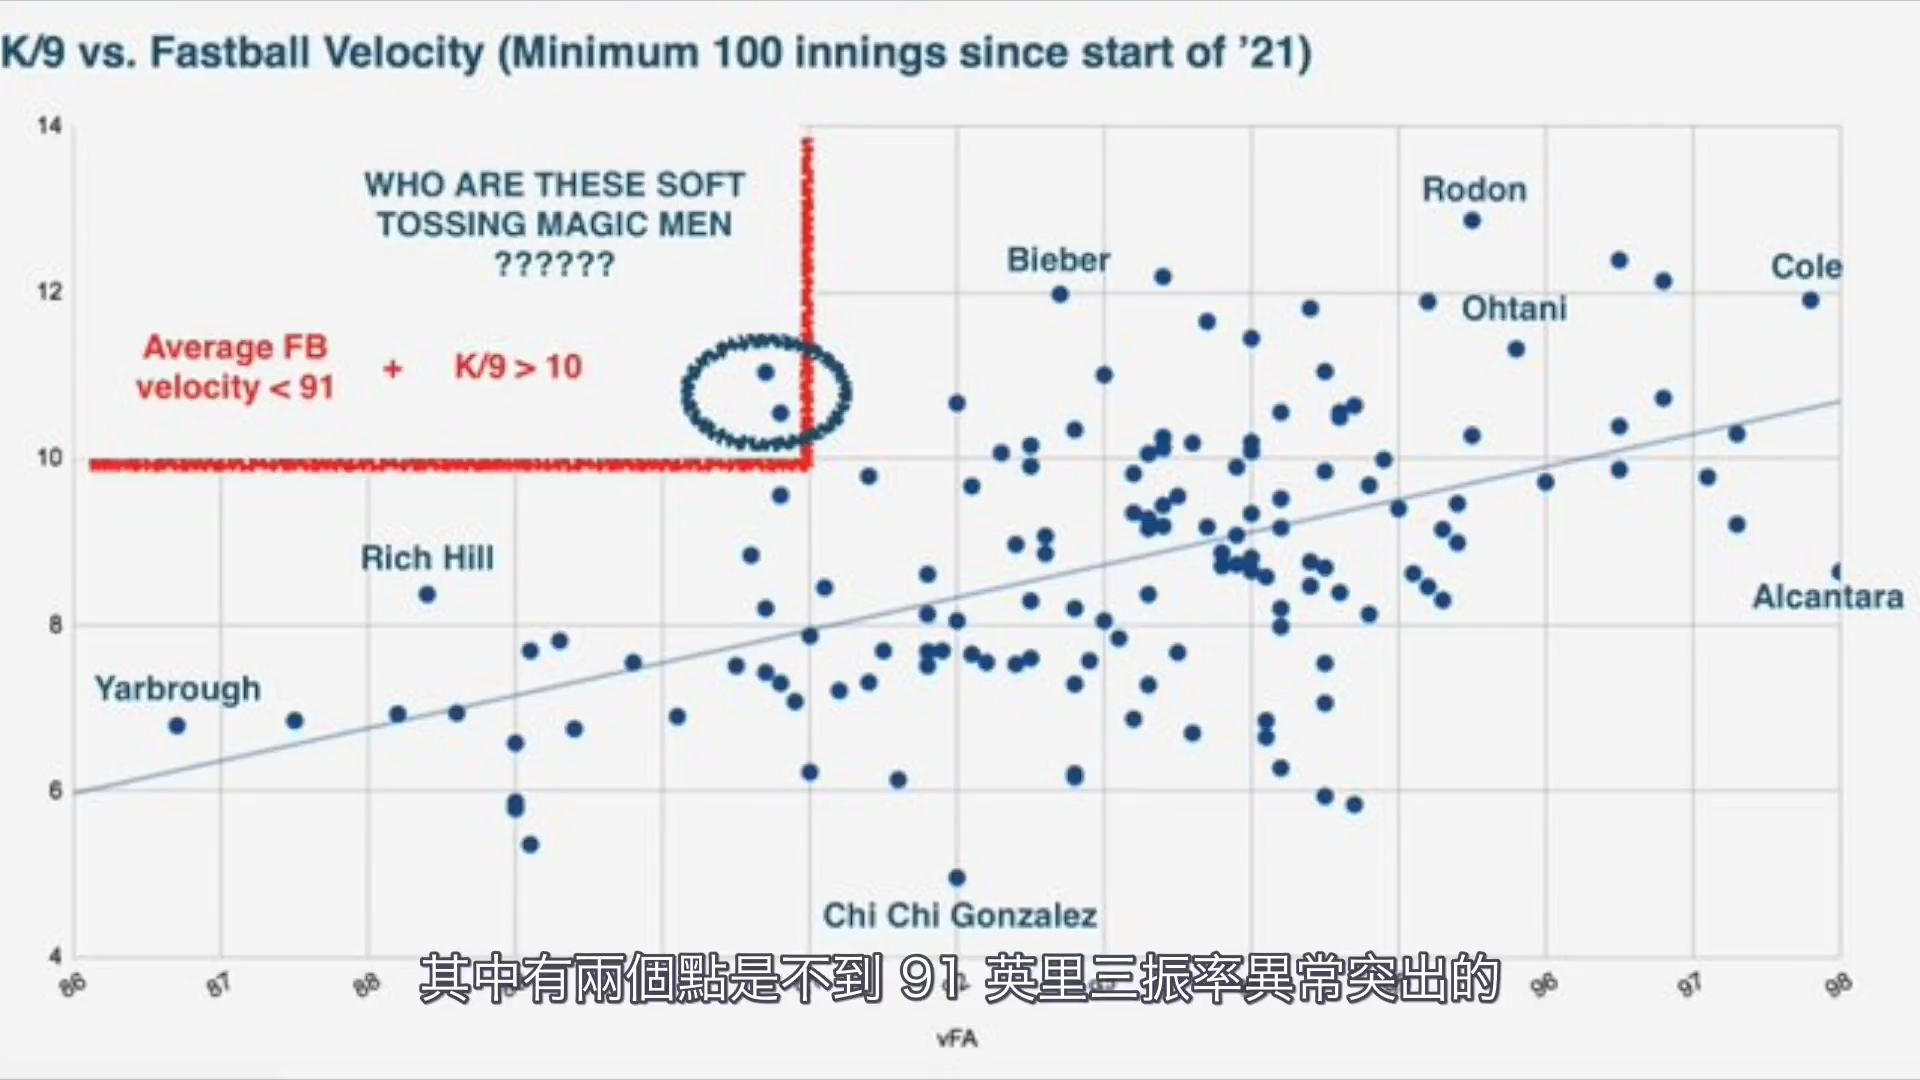 K/9 vs. Fastball Velocity (Minimum 100 innings since start of ’21)
14
WHO ARE THESE SOFT
TOSSING MAGIC MEN
??????
Rodon
Bieber
Cole
12
Ohtani
Average FB
velocity < 91
+
K/9 > 10
10
Rich Hill
Alcantara
8
Yarbrough
6
Chi Chi Gonzalez
4
86
87
88
96
97
98
其中有兩個點是不到 91 英里三振率異常突出的
vFA